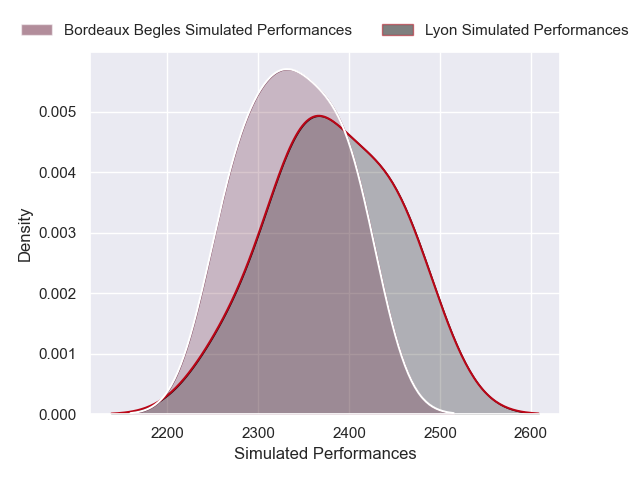 Bordeaux Begles Simulated Performances Lyon Simulated Performances
0.005
0.004
0.003
0.002
0.001
0.000
Density
2200 2300 2400 2500 2600
Simulated Performances